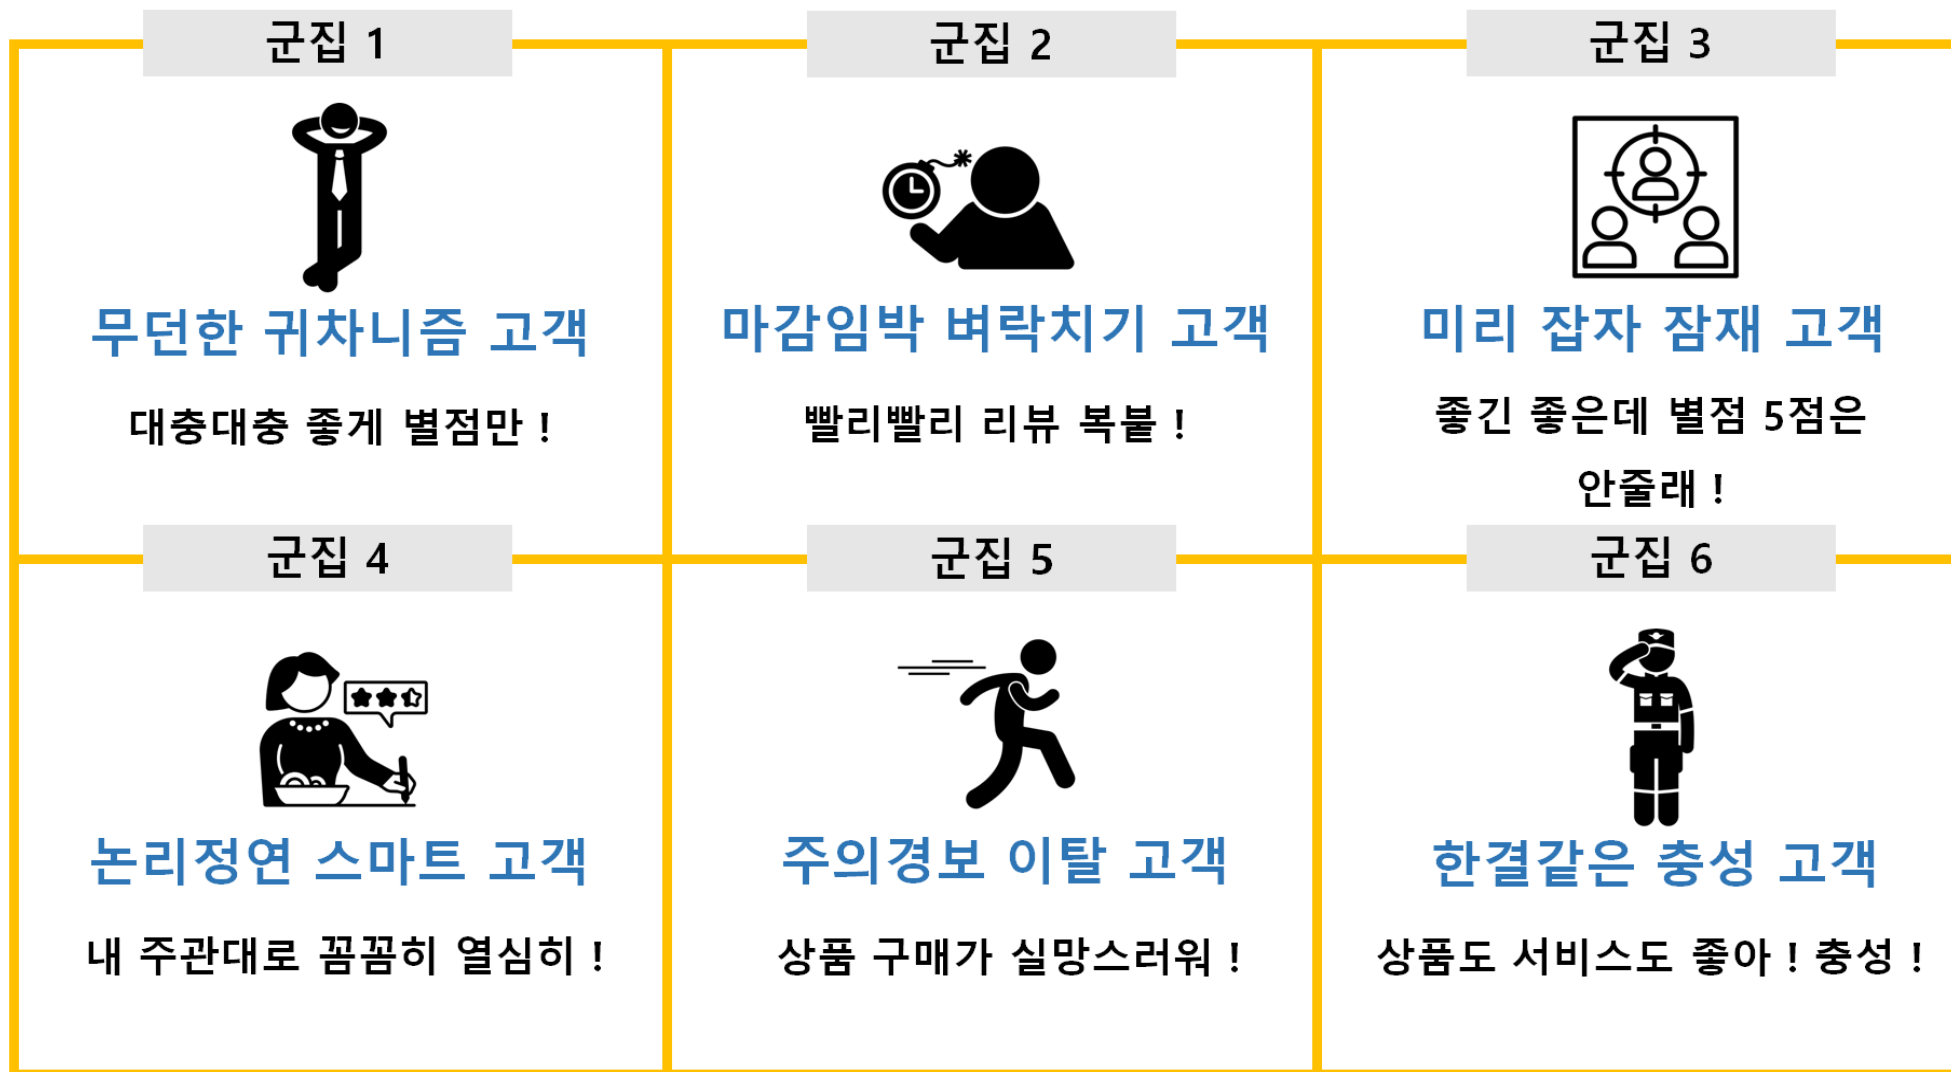 군집 1
군집 2
군집 3
무던한 귀차니즘 고객
마감임박 벼락치기 고객
미리 잡자 잠재 고객
대충대충 좋게 별점만 !
빨리빨리 리뷰 복붙 !
좋긴 좋은데 별점 5점은
안줄래 !
군집 4
군집 5
군집 6
논리정연 스마트 고객
주의경보 이탈 고객
한결같은 충성 고객
내 주관대로 꼼꼼히 열심히 !
상품 구매가 실망스러워 !
상품도 서비스도 좋아 ! 충성 !